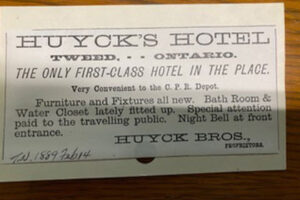 HUYCK'S HOTEL
TWEED, - - ONTARIO.
THE ONLY FIRST-CLASS HOTEL IN THE PLACE.
Very Convenient to the C. P. R. Depot.
Furniture and Fixtures all new. Bath Room &
Water Closet lately fitted up. Special attention
paid to the travelling public. Night Bell at front
entrance.
HUYCK BROS.,
PROPRIETORS.
1889 Feb 14